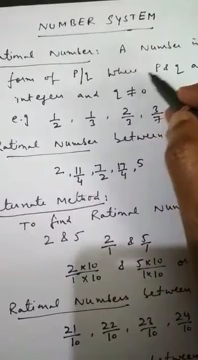 NUMBER SYSTEM
ational Number: A Number i
form of P/q Where P & q a
integers and q ≠ 0
e.g 1/2, 1/3, 2/3, 3/7
Rational Number between
2, 11/4, 7/2, 17/4, 5
lternate Method:
To find Rational Num
2 & 5 2/1 & 5/1
2/1 × 10/10 & 5×10/1×10, or
Rational Numbers between
21/10, 22/10, 23/10, 24/10